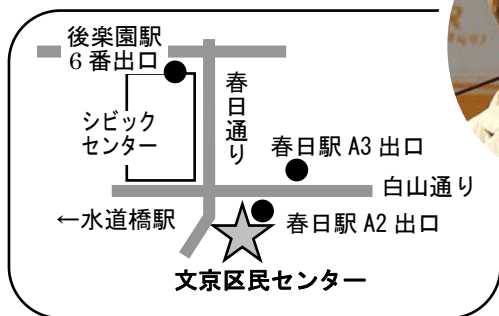 後楽園駅
6番出口
シビック
センター
春日通り
春日駅 A3 出口
白山通り
←水道橋駅
春日駅 A2 出口
文京区民センター